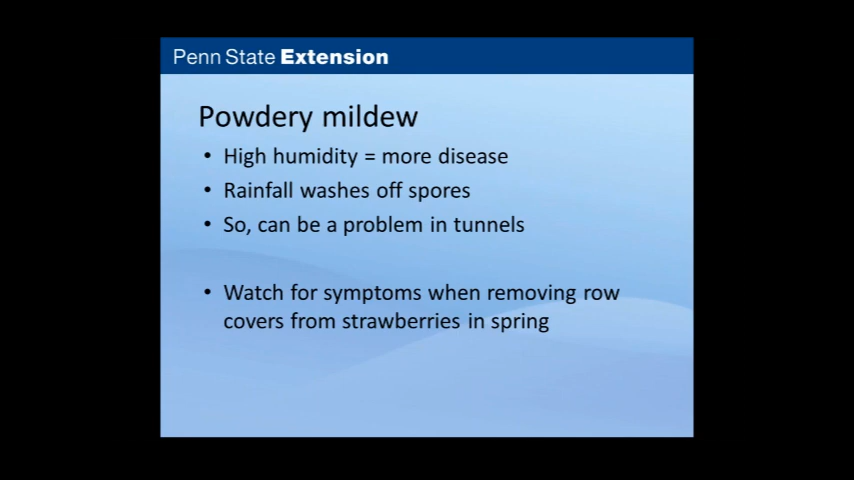 Penn State Extension
Powdery mildew
• High humidity = more disease
• Rainfall washes off spores
• So, can be a problem in tunnels
• Watch for symptoms when removing row
covers from strawberries in spring